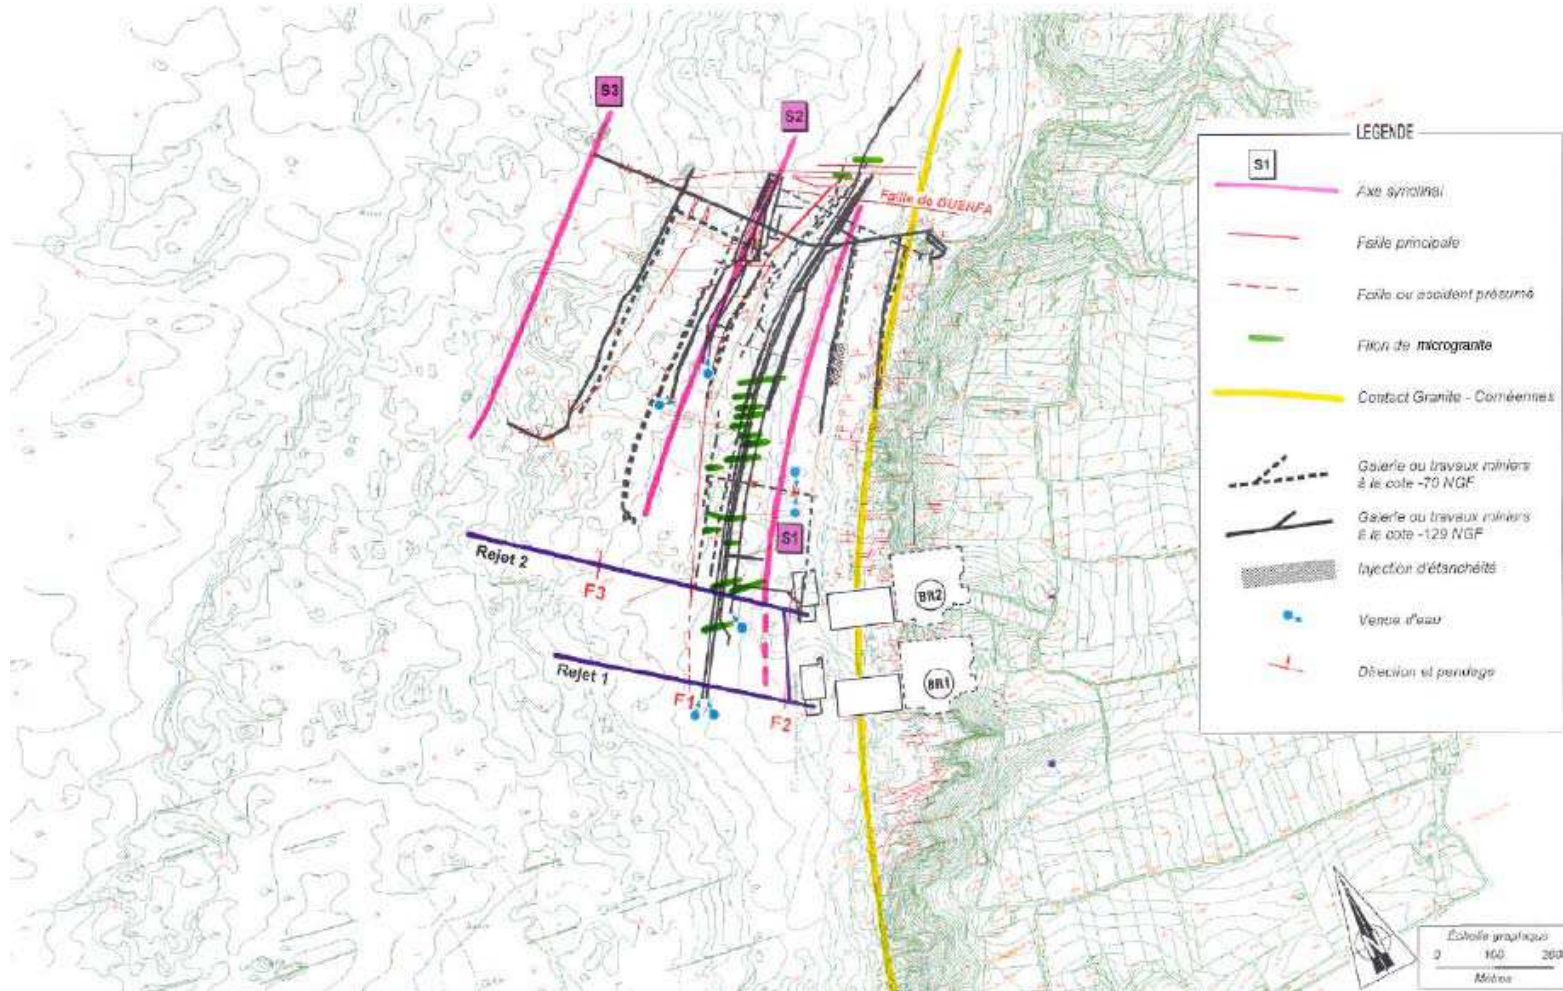 S3
S2
Faille de GUENFA
S1
Rejet 2
F3
BR2
Rejet 1
BR1
F1
F2
LEGENDE
S1
Axe synclinal
Faille principale
Faille ou accident présumé
Filon de microgranite
Contact Granite - Cornéennes
Galerie ou travaux miniers
à la cote -70 NGF
Galerie ou travaux miniers
à la cote -129 NGF
Injection d'étanchéité
Venue d'eau
Direction et pendage
Echelle graphique
0 100 200
Mètres